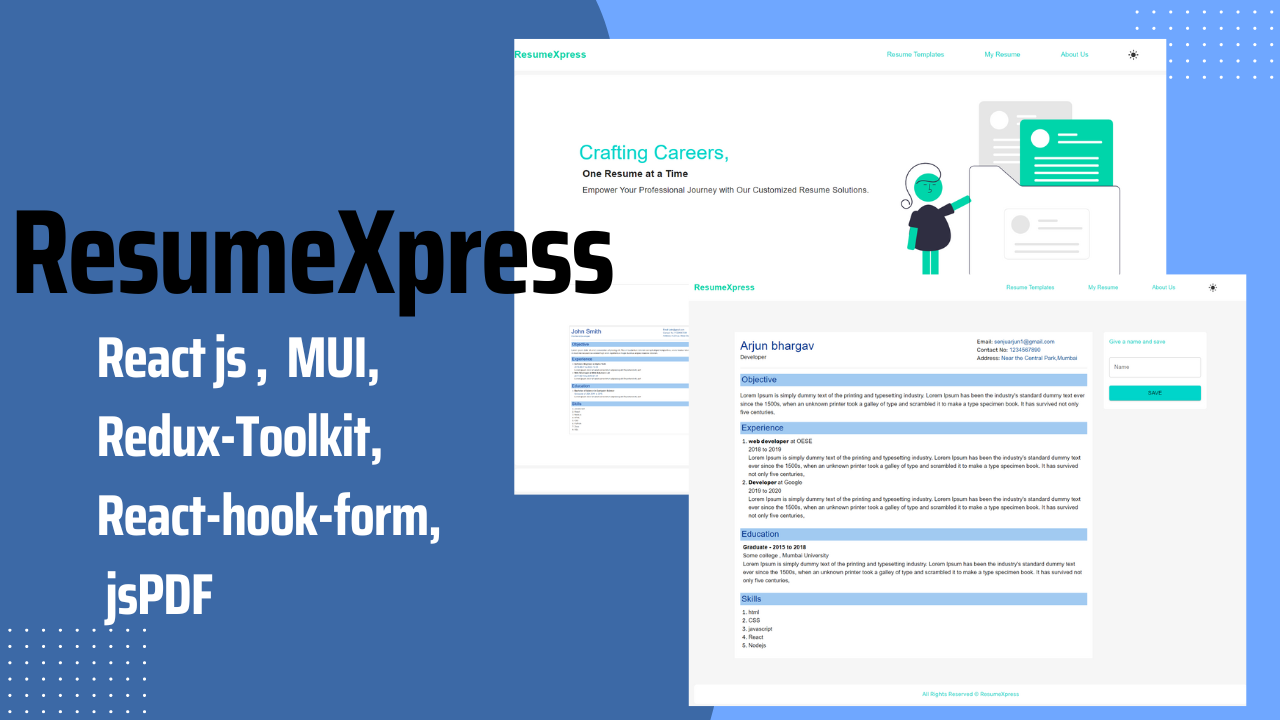 ResumeXpress
React js , MUI,
Redux-Toolkit,
React-hook-form,
jsPDF
ResumeXpress
Resume Templates
My Resume
About Us
Crafting Careers,
One Resume at a Time
Empower Your Professional Journey with Our Customized Resume Solutions.
John Smith
Objective
Experience
Education
Skills
ResumeXpress
Resume Templates
My Resume
About Us
Arjun bhargav
Developer
Email: senjuarjun1@gmail.com
Contact No: 1234567890
Address: Near the Central Park,Mumbai
Objective
Lorem Ipsum is simply dummy text of the printing and typesetting industry. Lorem Ipsum has been the industry's standard dummy text ever
since the 1500s, when an unknown printer took a galley of type and scrambled it to make a type specimen book. It has survived not only
five centuries,
Experience
1. web developer at OESE
2018 to 2019
Lorem Ipsum is simply dummy text of the printing and typesetting industry. Lorem Ipsum has been the industry's standard dummy text
ever since the 1500s, when an unknown printer took a galley of type and scrambled it to make a type specimen book. It has survived
not only five centuries,
2. Developer at Google
2019 to 2020
Lorem Ipsum is simply dummy text of the printing and typesetting industry. Lorem Ipsum has been the industry's standard dummy text
ever since the 1500s, when an unknown printer took a galley of type and scrambled it to make a type specimen book. It has survived
not only five centuries,
Education
Graduate - 2015 to 2018
Some college , Mumbai University
Lorem Ipsum is simply dummy text of the printing and typesetting industry. Lorem Ipsum has been the industry's standard dummy text
ever since the 1500s, when an unknown printer took a galley of type and scrambled it to make a type specimen book. It has survived not
only five centuries,
Skills
1. html
2. CSS
3. javascript
4. React
5. Nodejs
Give a name and save
Name
SAVE
All Rights Reserved © ResumeXpress